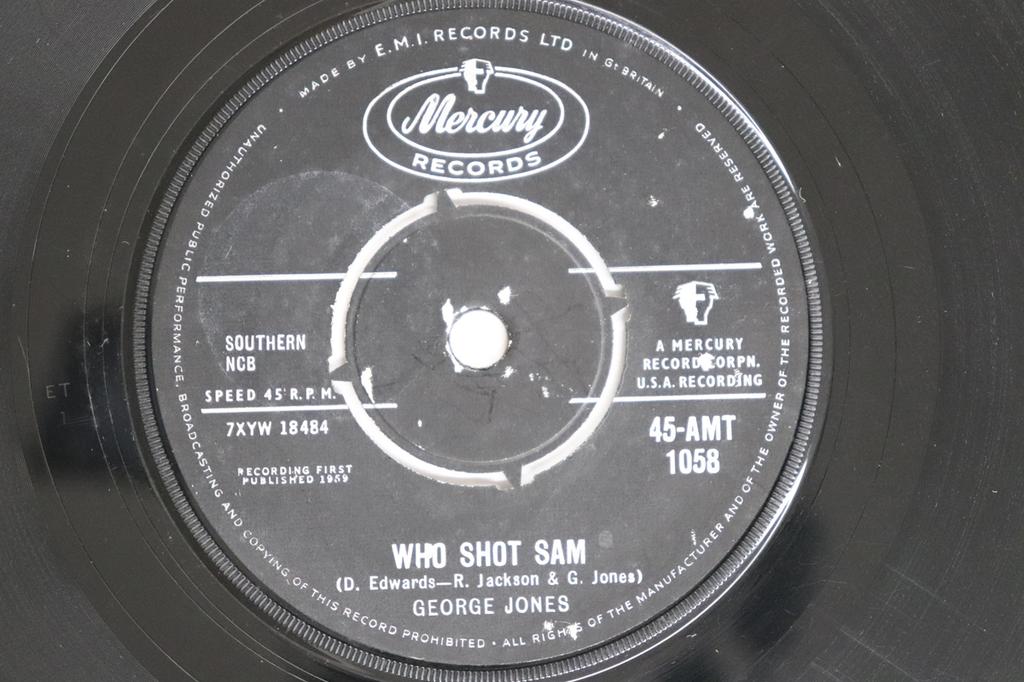 MADE BY E.M.I. RECORDS LTD IN Gt BRITAIN
Mercury
RECORDS
UNAUTHORIZED PUBLIC PERFORMANCE, BROADCASTING AND COPYING OF THIS RECORD PROHIBITED · ALL RIGHTS OF THE MANUFACTURER AND OF THE OWNER OF THE RECORDED WORK ARE RESERVED
SOUTHERN
NCB
SPEED 45 R.P.M.
7XYW 18484
RECORDING FIRST
PUBLISHED 1959
A MERCURY
RECORD CORPN.
U.S.A. RECORDING
45-AMT
1058
WHO SHOT SAM
(D. Edwards—R. Jackson & G. Jones)
GEORGE JONES
ET